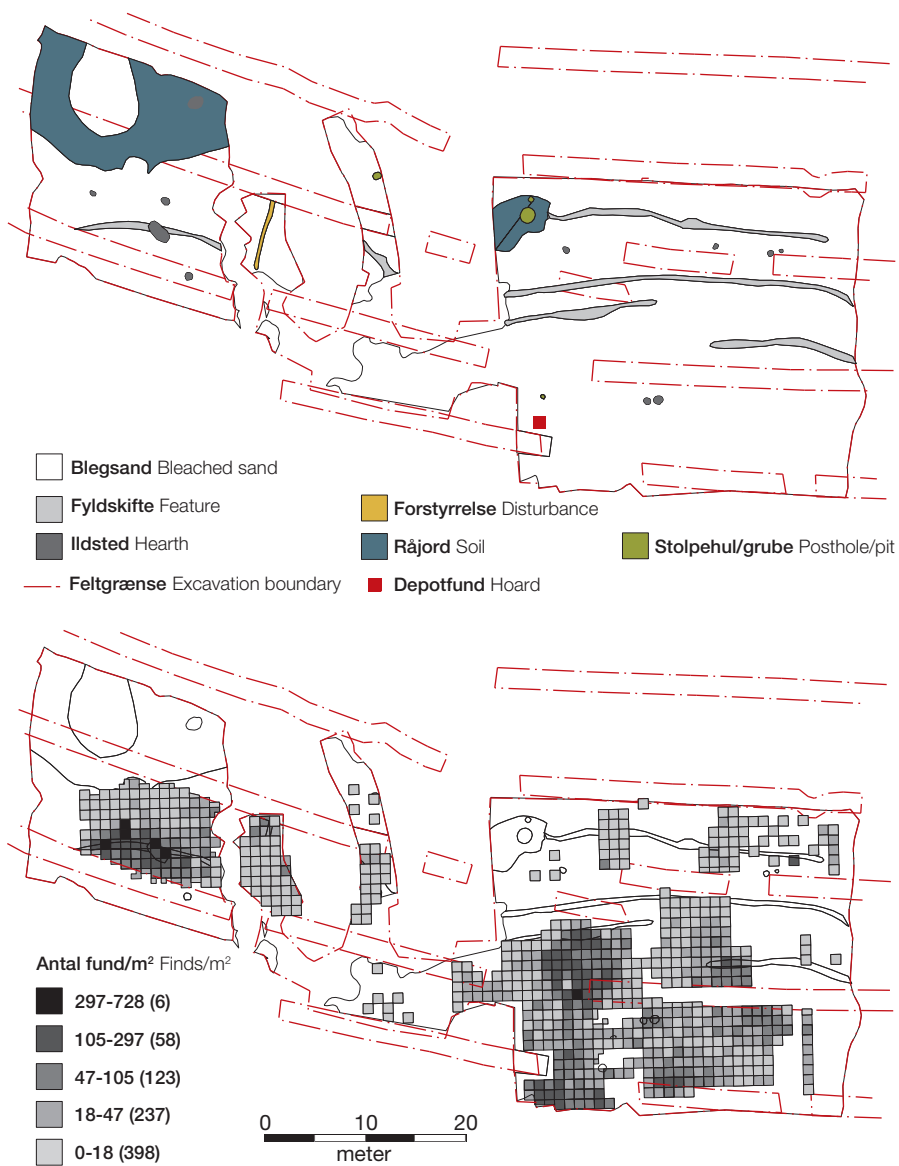 Blegsand Bleached sand
Fyldskifte Feature
Forstyrrelse Disturbance
Ildsted Hearth
Råjord Soil
Stolpehul/grube Posthole/pit
Feltgrænse Excavation boundary
Depotfund Hoard
Antal fund/m² Finds/m²
297-728 (6)
105-297 (58)
47-105 (123)
18-47 (237)
0-18 (398)
0 10 20
meter